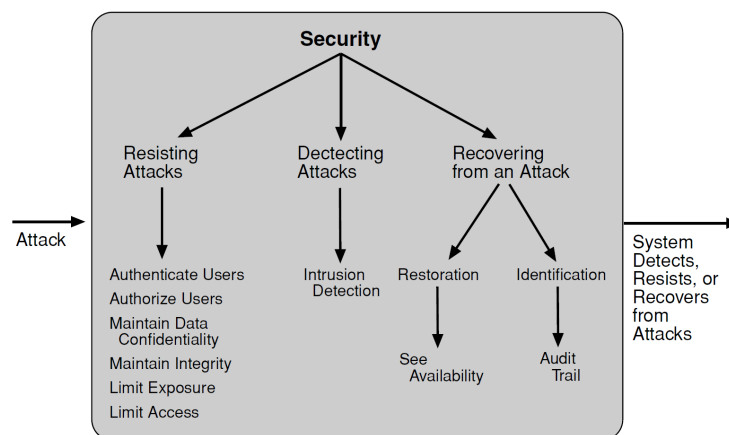 Security
Resisting
Attacks
Dectecting
Attacks
Recovering
from an Attack
Attack
System
Detects,
Resists, or
Recovers
from
Attacks
Authenticate Users
Authorize Users
Maintain Data
Confidentiality
Maintain Integrity
Limit Exposure
Limit Access
Intrusion
Detection
Restoration
Identification
See
Availability
Audit
Trail